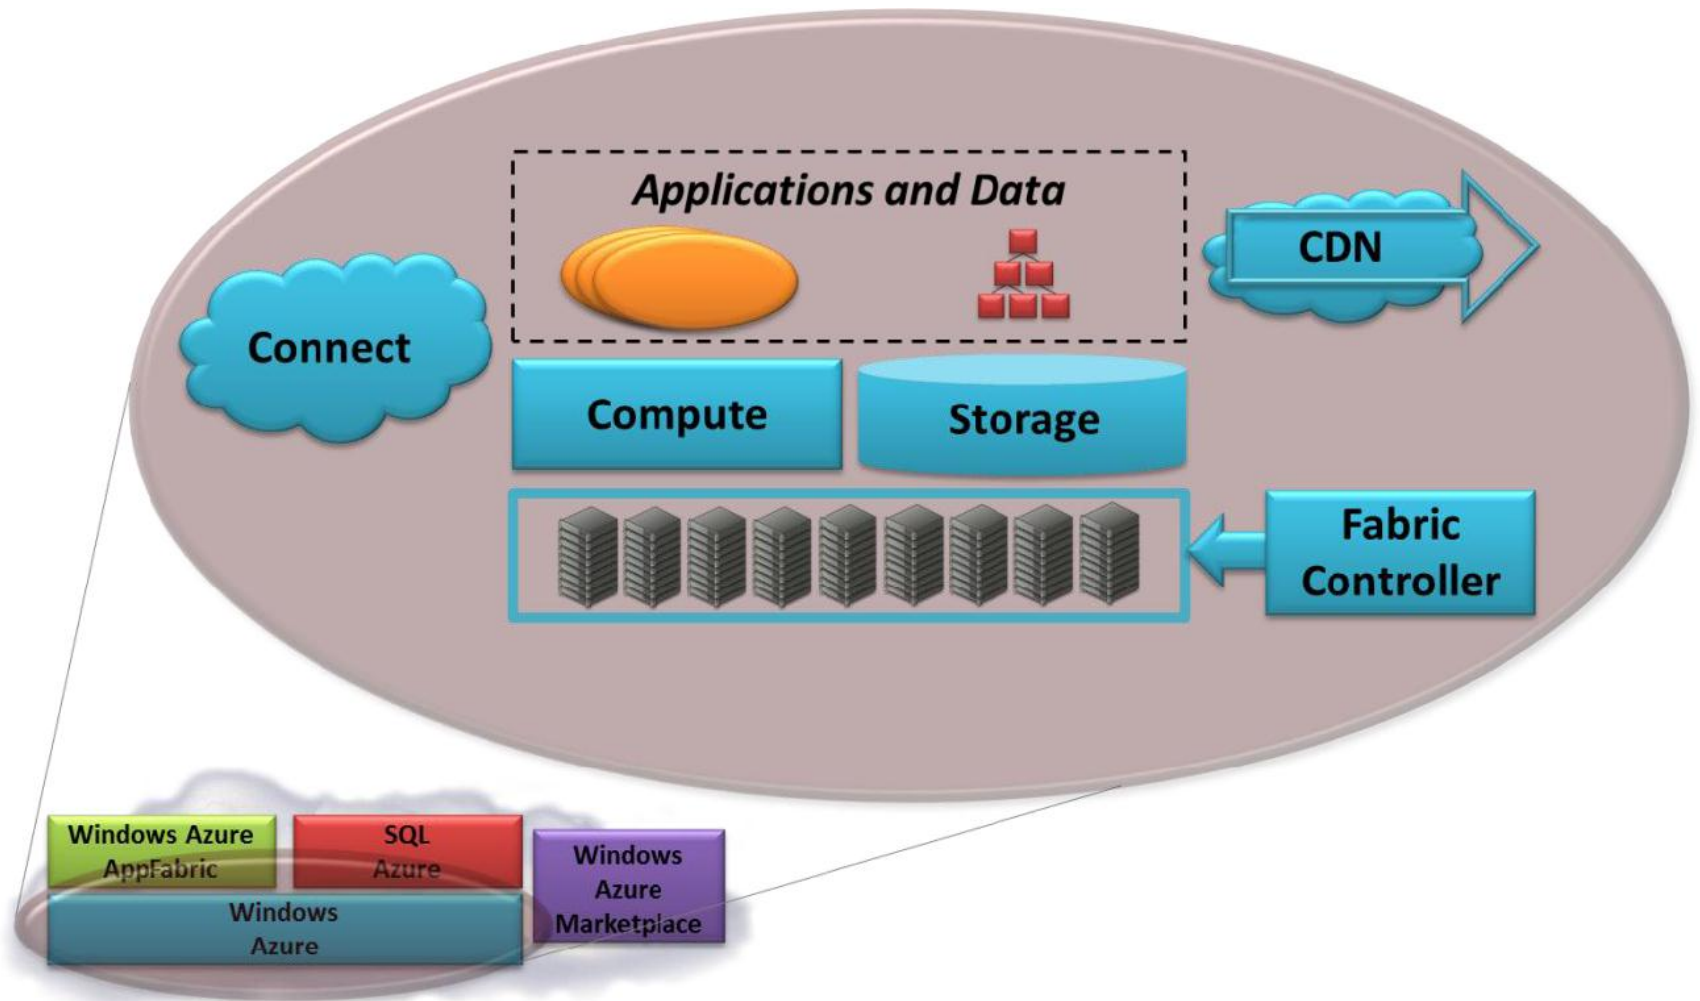 Applications and Data
CDN
Connect
Compute
Storage
Fabric
Controller
Windows Azure
AppFabric
SQL
Azure
Windows
Azure
Marketplace
Windows
Azure